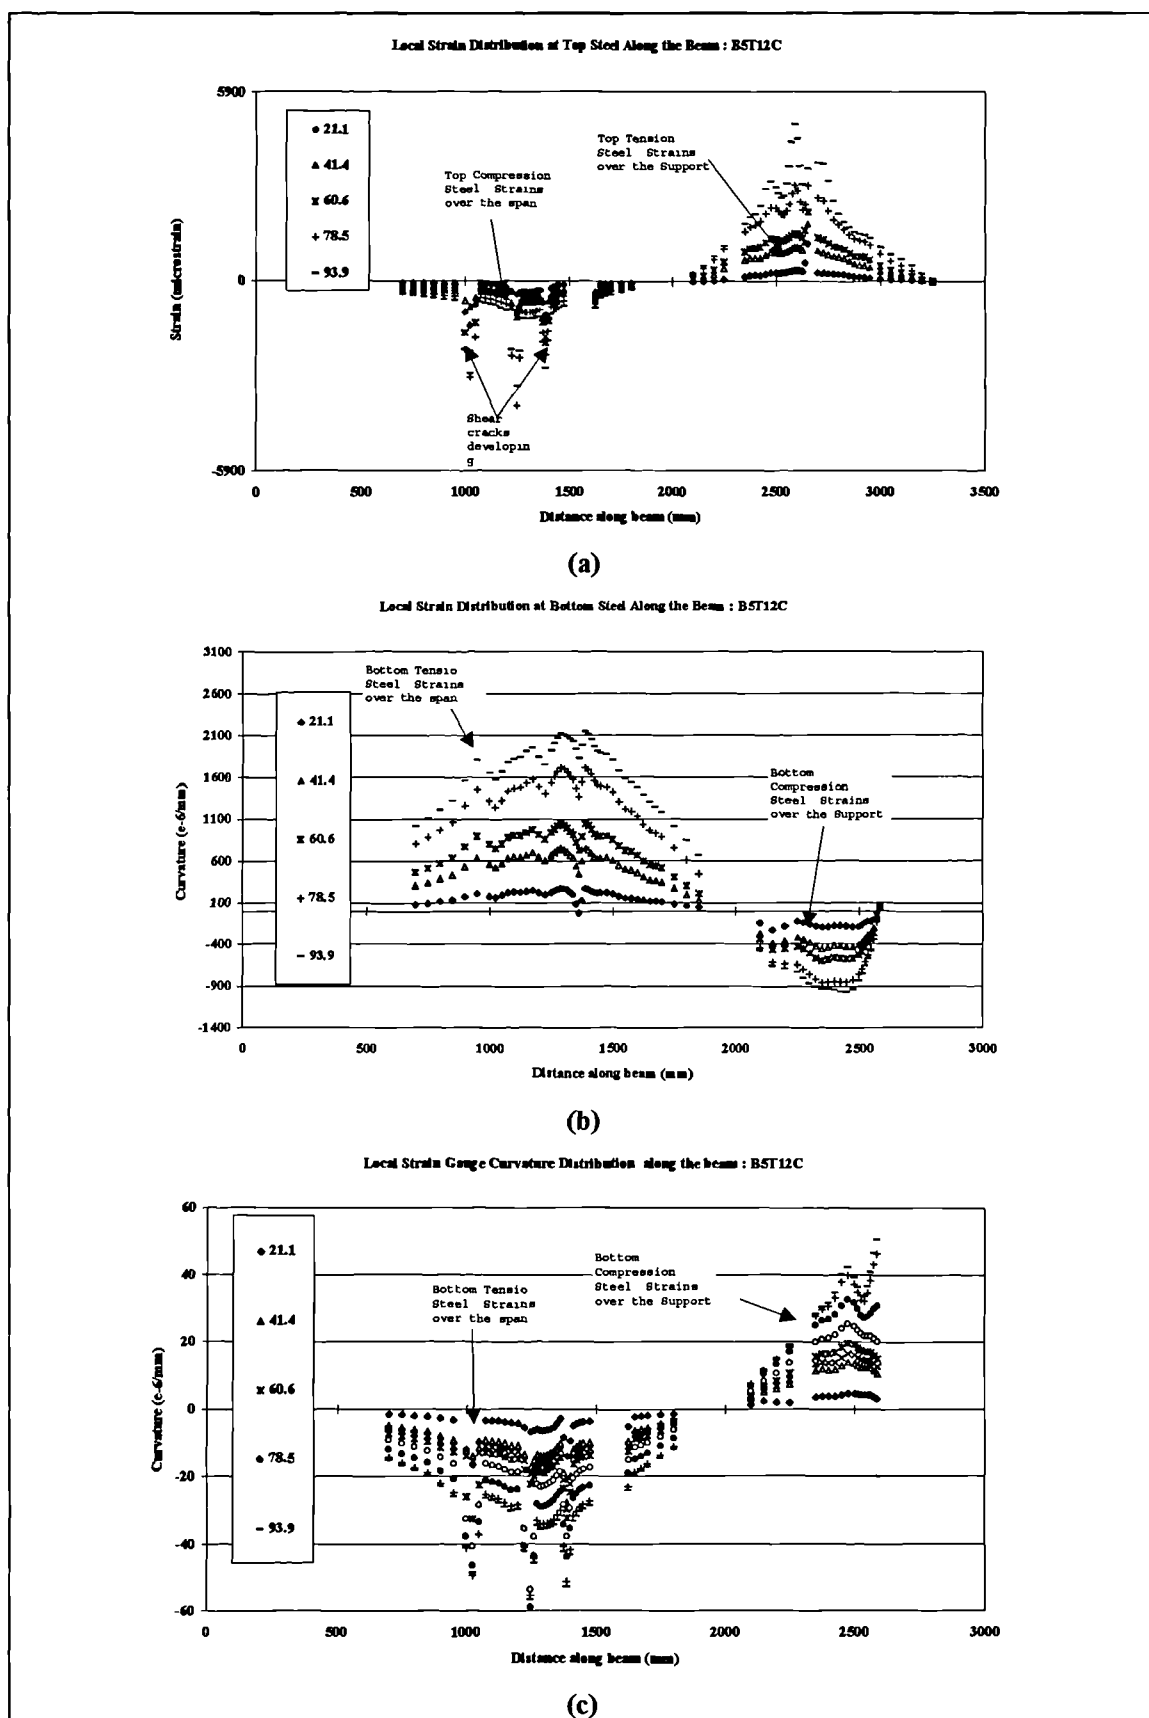 Local Strain Distribution at Top Steel Along the Beam : B5T12C
5900
0
-5900
Strain (microstrain)
21.1
41.4
60.6
78.5
93.9
Top Compression
Steel Strains
over the span
Top Tension
Steel Strains
over the Support
Shear
cracks
developin
g
0
500
1000
1500
2000
2500
3000
3500
Distance along beam (mm)
(a)
Local Strain Distribution at Bottom Steel Along the Beam : B5T12C
3100
2600
2100
1600
1100
600
100
-400
-900
-1400
Curvature (e-6/mm)
21.1
41.4
60.6
78.5
93.9
Bottom Tensio
Steel Strains
over the span
Bottom
Compression
Steel Strains
over the Support
0
500
1000
1500
2000
2500
3000
Distance along beam (mm)
(b)
Local Strain Gauge Curvature Distribution along the beam : B5T12C
60
40
20
0
-20
-40
-60
Curvature (e-6/mm)
21.1
41.4
60.6
78.5
93.9
Bottom Tensio
Steel Strains
over the span
Bottom
Compression
Steel Strains
over the Support
0
500
1000
1500
2000
2500
3000
Distance along beam (mm)
(c)